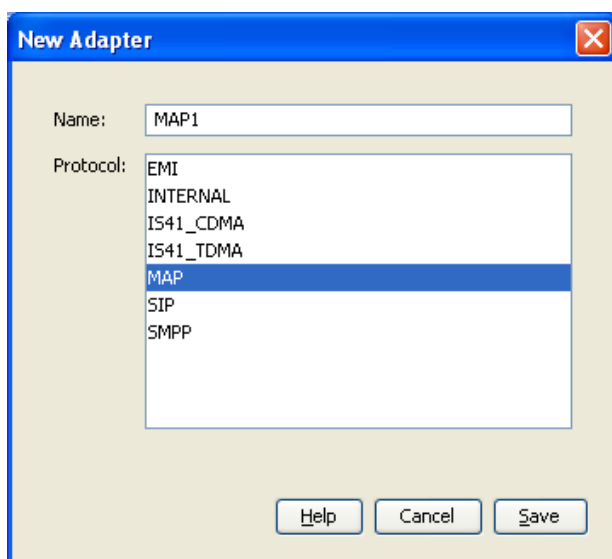 New Adapter
Name: MAP1
Protocol: EMI
INTERNAL
IS41_CDMA
IS41_TDMA
MAP
SIP
SMPP
Help Cancel Save